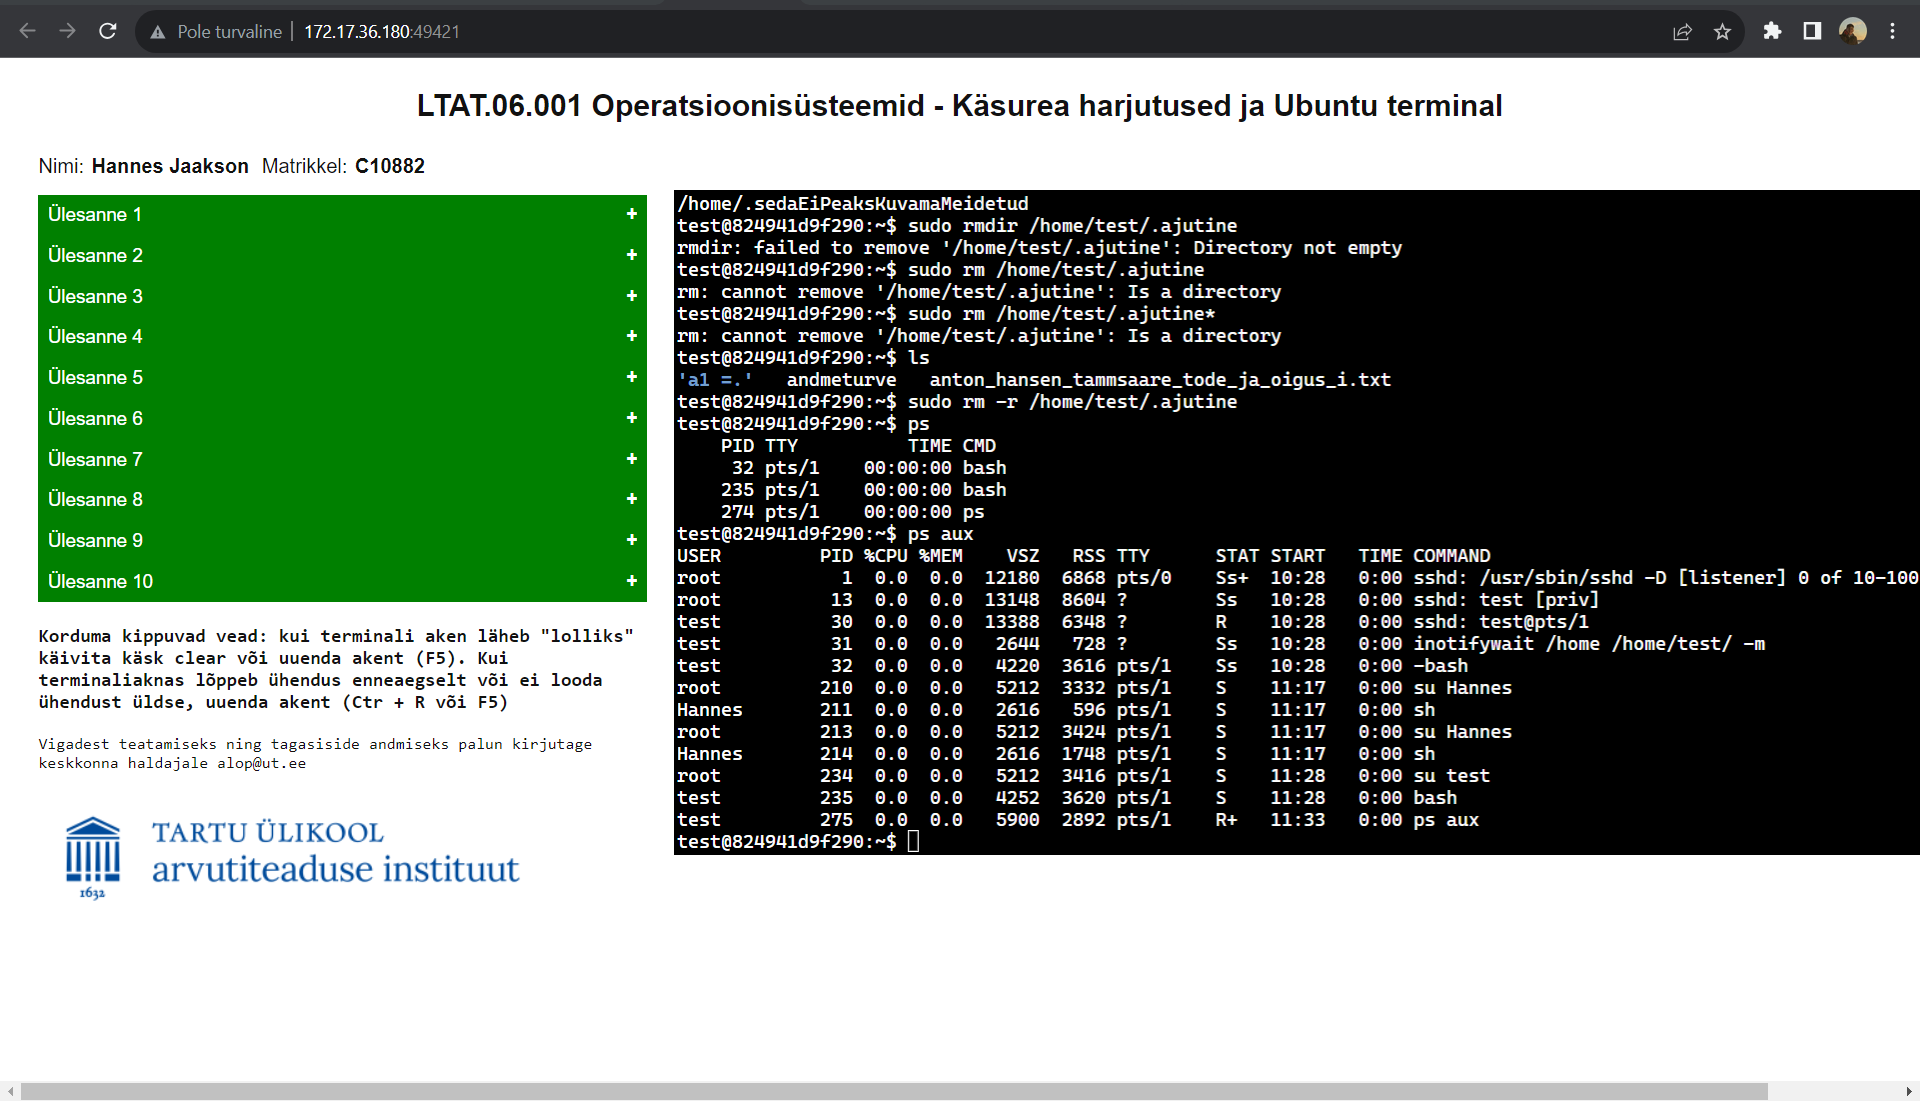 Pole turvaline 172.17.36.180:49421
LTAT.06.001 Operatsioonisüsteemid - Käsurea harjutused ja Ubuntu terminal
Nimi: Hannes Jaakson Matrikkel: C10882
Ülesanne 1 +
Ülesanne 2 +
Ülesanne 3 +
Ülesanne 4 +
Ülesanne 5 +
Ülesanne 6 +
Ülesanne 7 +
Ülesanne 8 +
Ülesanne 9 +
Ülesanne 10 +
Korduma kippuvad vead: kui terminali aken läheb "lolliks"
käivita käsk clear või uuenda akent (F5). Kui
terminaliaknas lõppeb ühendus enneaegselt või ei looda
ühendust üldse, uuenda akent (Ctr + R või F5)
Vigadest teatamiseks ning tagasiside andmiseks palun kirjutage
keskkonna haldajale alop@ut.ee
TARTU ÜLIKOOL
arvutiteaduse instituut
1632
/home/.sedaEiPeaksKuvamaMeidetud
test@824941d9f290:~$ sudo rmdir /home/test/.ajutine
rmdir: failed to remove '/home/test/.ajutine': Directory not empty
test@824941d9f290:~$ sudo rm /home/test/.ajutine
rm: cannot remove '/home/test/.ajutine': Is a directory
test@824941d9f290:~$ sudo rm /home/test/.ajutine*
rm: cannot remove '/home/test/.ajutine': Is a directory
test@824941d9f290:~$ ls
'a1 =.'   andmeturve   anton_hansen_tammsaare_tode_ja_oigus_i.txt
test@824941d9f290:~$ sudo rm -r /home/test/.ajutine
test@824941d9f290:~$ ps
    PID TTY          TIME CMD
     32 pts/1    00:00:00 bash
    235 pts/1    00:00:00 bash
    274 pts/1    00:00:00 ps
test@824941d9f290:~$ ps aux
USER         PID %CPU %MEM    VSZ   RSS TTY      STAT START   TIME COMMAND
root           1  0.0  0.0  12180  6868 pts/0    Ss+  10:28   0:00 sshd: /usr/sbin/sshd -D [listener] 0 of 10-100
root          13  0.0  0.0  13148  8604 ?        Ss   10:28   0:00 sshd: test [priv]
test          30  0.0  0.0  13388  6348 ?        R    10:28   0:00 sshd: test@pts/1
test          31  0.0  0.0   2644   728 ?        Ss   10:28   0:00 inotifywait /home /home/test/ -m
test          32  0.0  0.0   4220  3616 pts/1    Ss   10:28   0:00 -bash
root         210  0.0  0.0   5212  3332 pts/1    S    11:17   0:00 su Hannes
Hannes       211  0.0  0.0   2616   596 pts/1    S    11:17   0:00 sh
root         213  0.0  0.0   5212  3424 pts/1    S    11:17   0:00 su Hannes
Hannes       214  0.0  0.0   2616  1748 pts/1    S    11:17   0:00 sh
root         234  0.0  0.0   5212  3416 pts/1    S    11:28   0:00 su test
test         235  0.0  0.0   4252  3620 pts/1    S    11:28   0:00 bash
test         275  0.0  0.0   5900  2892 pts/1    R+   11:33   0:00 ps aux
test@824941d9f290:~$